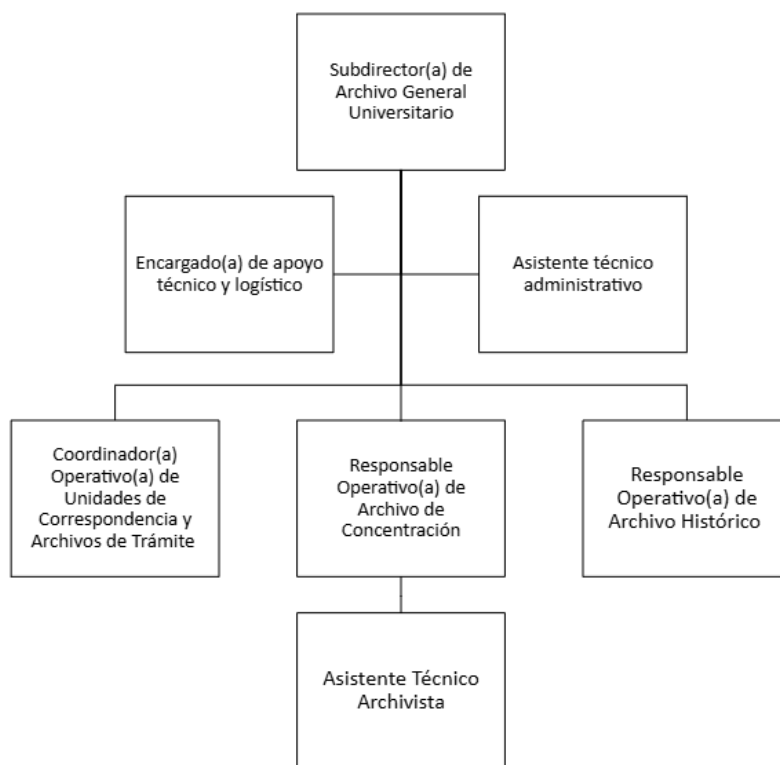 Subdirector(a) de
Archivo General
Universitario
Encargado(a) de apoyo
técnico y logístico
Asistente técnico
administrativo
Coordinador(a)
Operativo(a) de
Unidades de
Correspondencia y
Archivos de Trámite
Responsable
Operativo(a) de
Archivo de
Concentración
Responsable
Operativo(a) de
Archivo Histórico
Asistente Técnico
Archivista